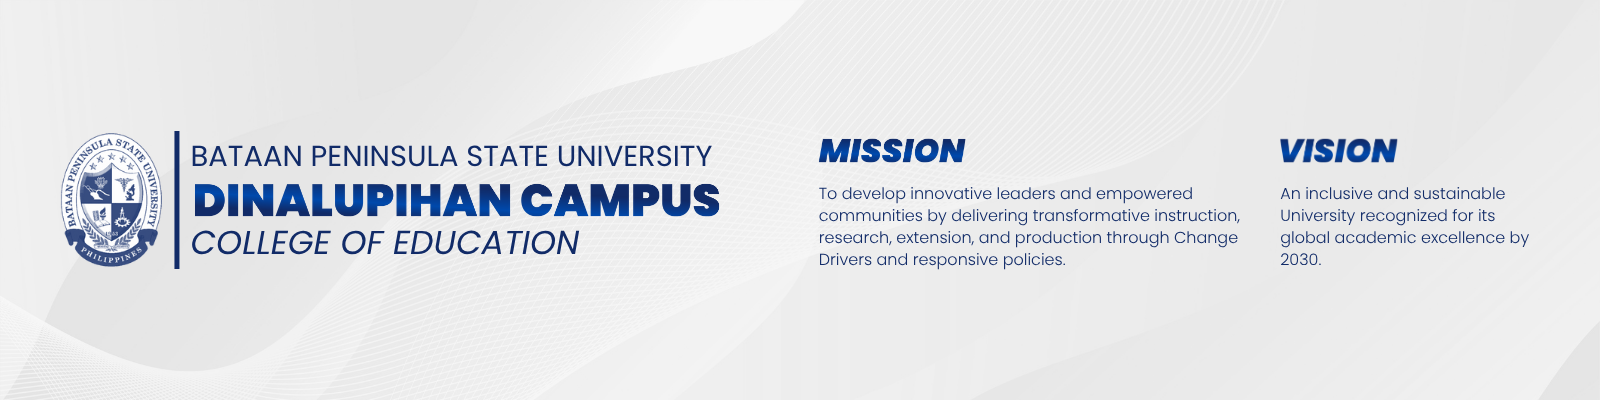 BATAAN PENINSULA STATE UNIVERSITY
PHILIPPINES
BATAAN PENINSULA STATE UNIVERSITY
DINALUPIHAN CAMPUS
COLLEGE OF EDUCATION
MISSION
To develop innovative leaders and empowered
communities by delivering transformative instruction,
research, extension, and production through Change
Drivers and responsive policies.
VISION
An inclusive and sustainable
University recognized for its
global academic excellence by
2030.